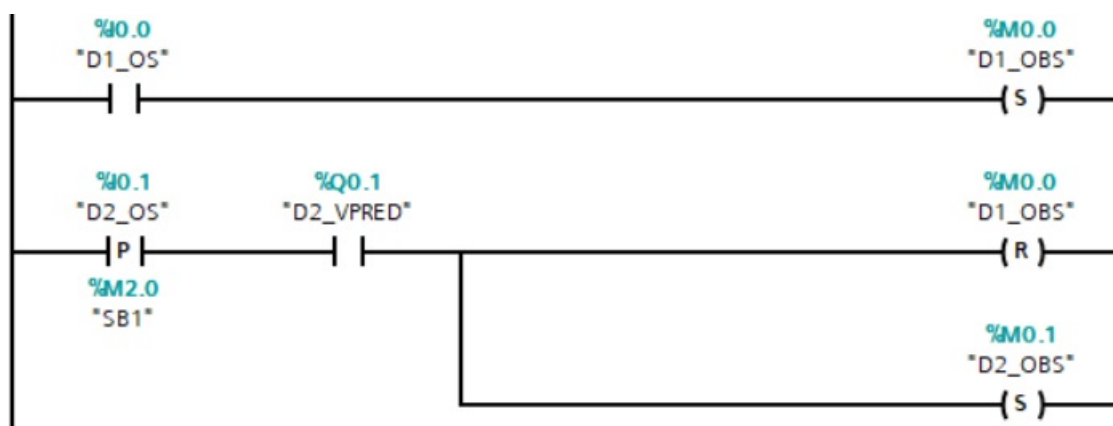 %I0.0
"D1_OS"
%M0.0
"D1_OBS"
S
%I0.1
"D2_OS"
%Q0.1
"D2_VPRED"
%M0.0
"D1_OBS"
P
R
%M2.0
"SB1"
%M0.1
"D2_OBS"
S